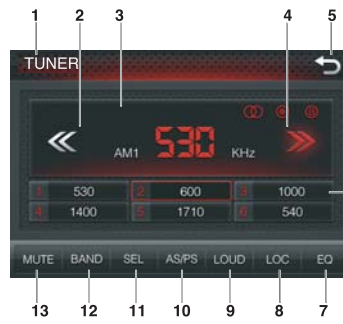 1 2 3 4 5
TUNER
AM1 530 KHz
1 530 2 600 3 1000
4 1400 5 1710 6 540
MUTE BAND SEL AS/PS LOUD LOC EQ
13 12 11 10 9 8 7